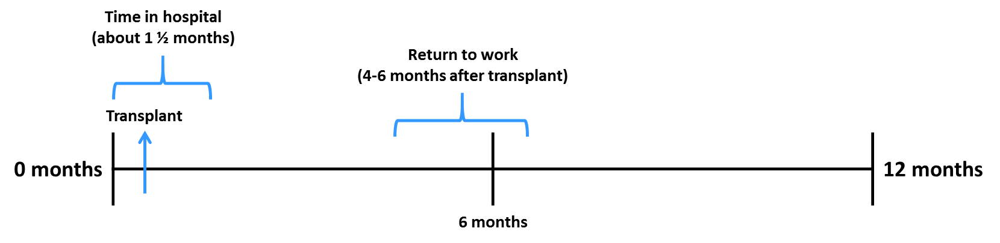 Time in hospital
(about 1 ½ months)
Return to work
(4-6 months after transplant)
Transplant
0 months
12 months
6 months